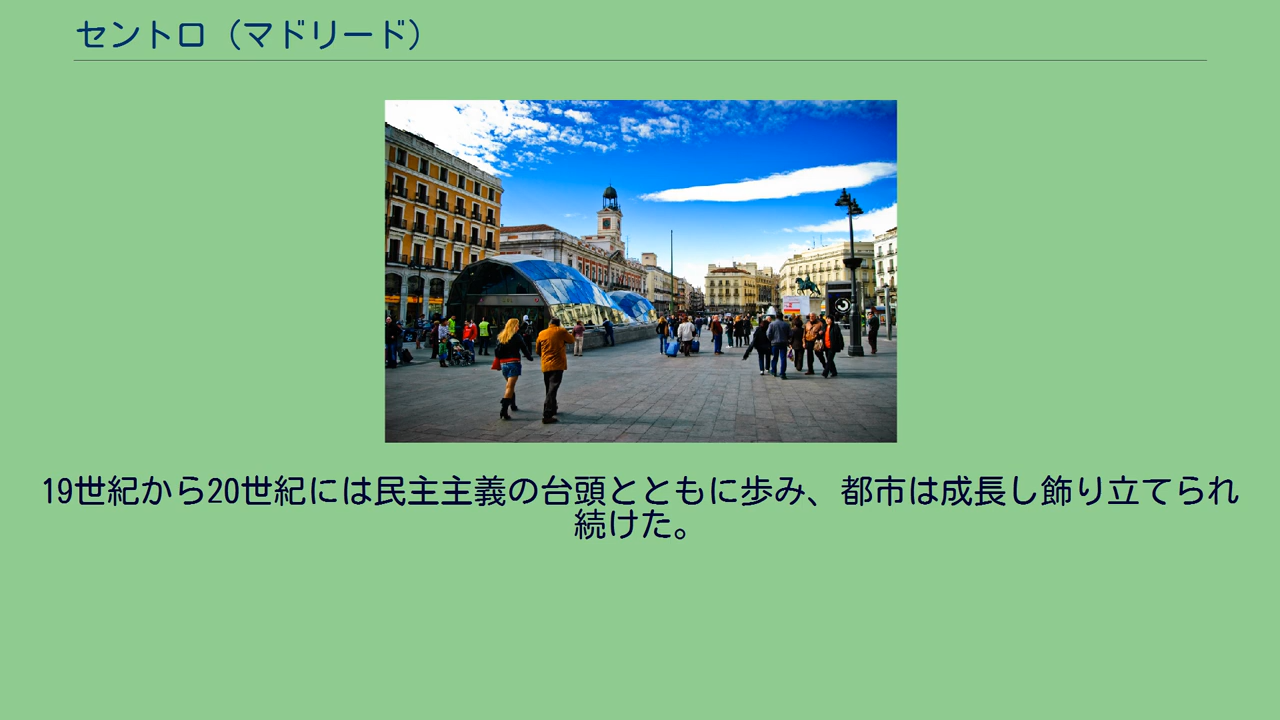 セントロ（マドリード）
19世紀から20世紀には民主主義の台頭とともに歩み、都市は成長し飾り立てられ
続けた。